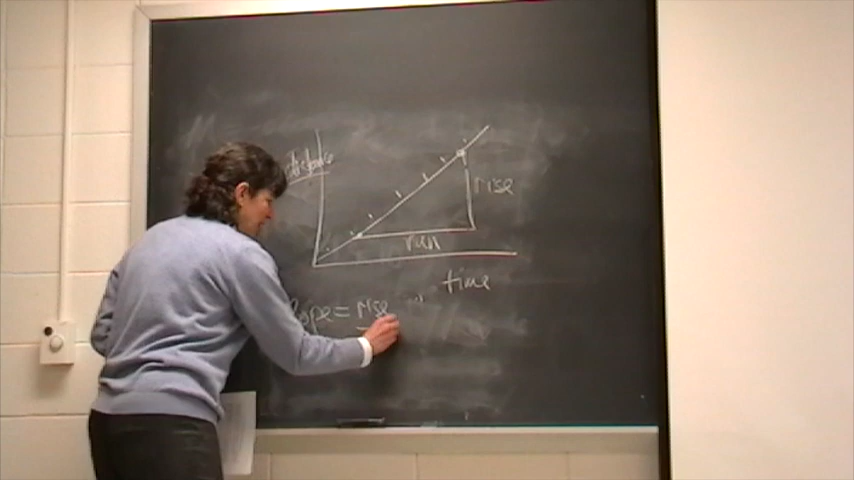 distance
rise
run
time
slope = rise